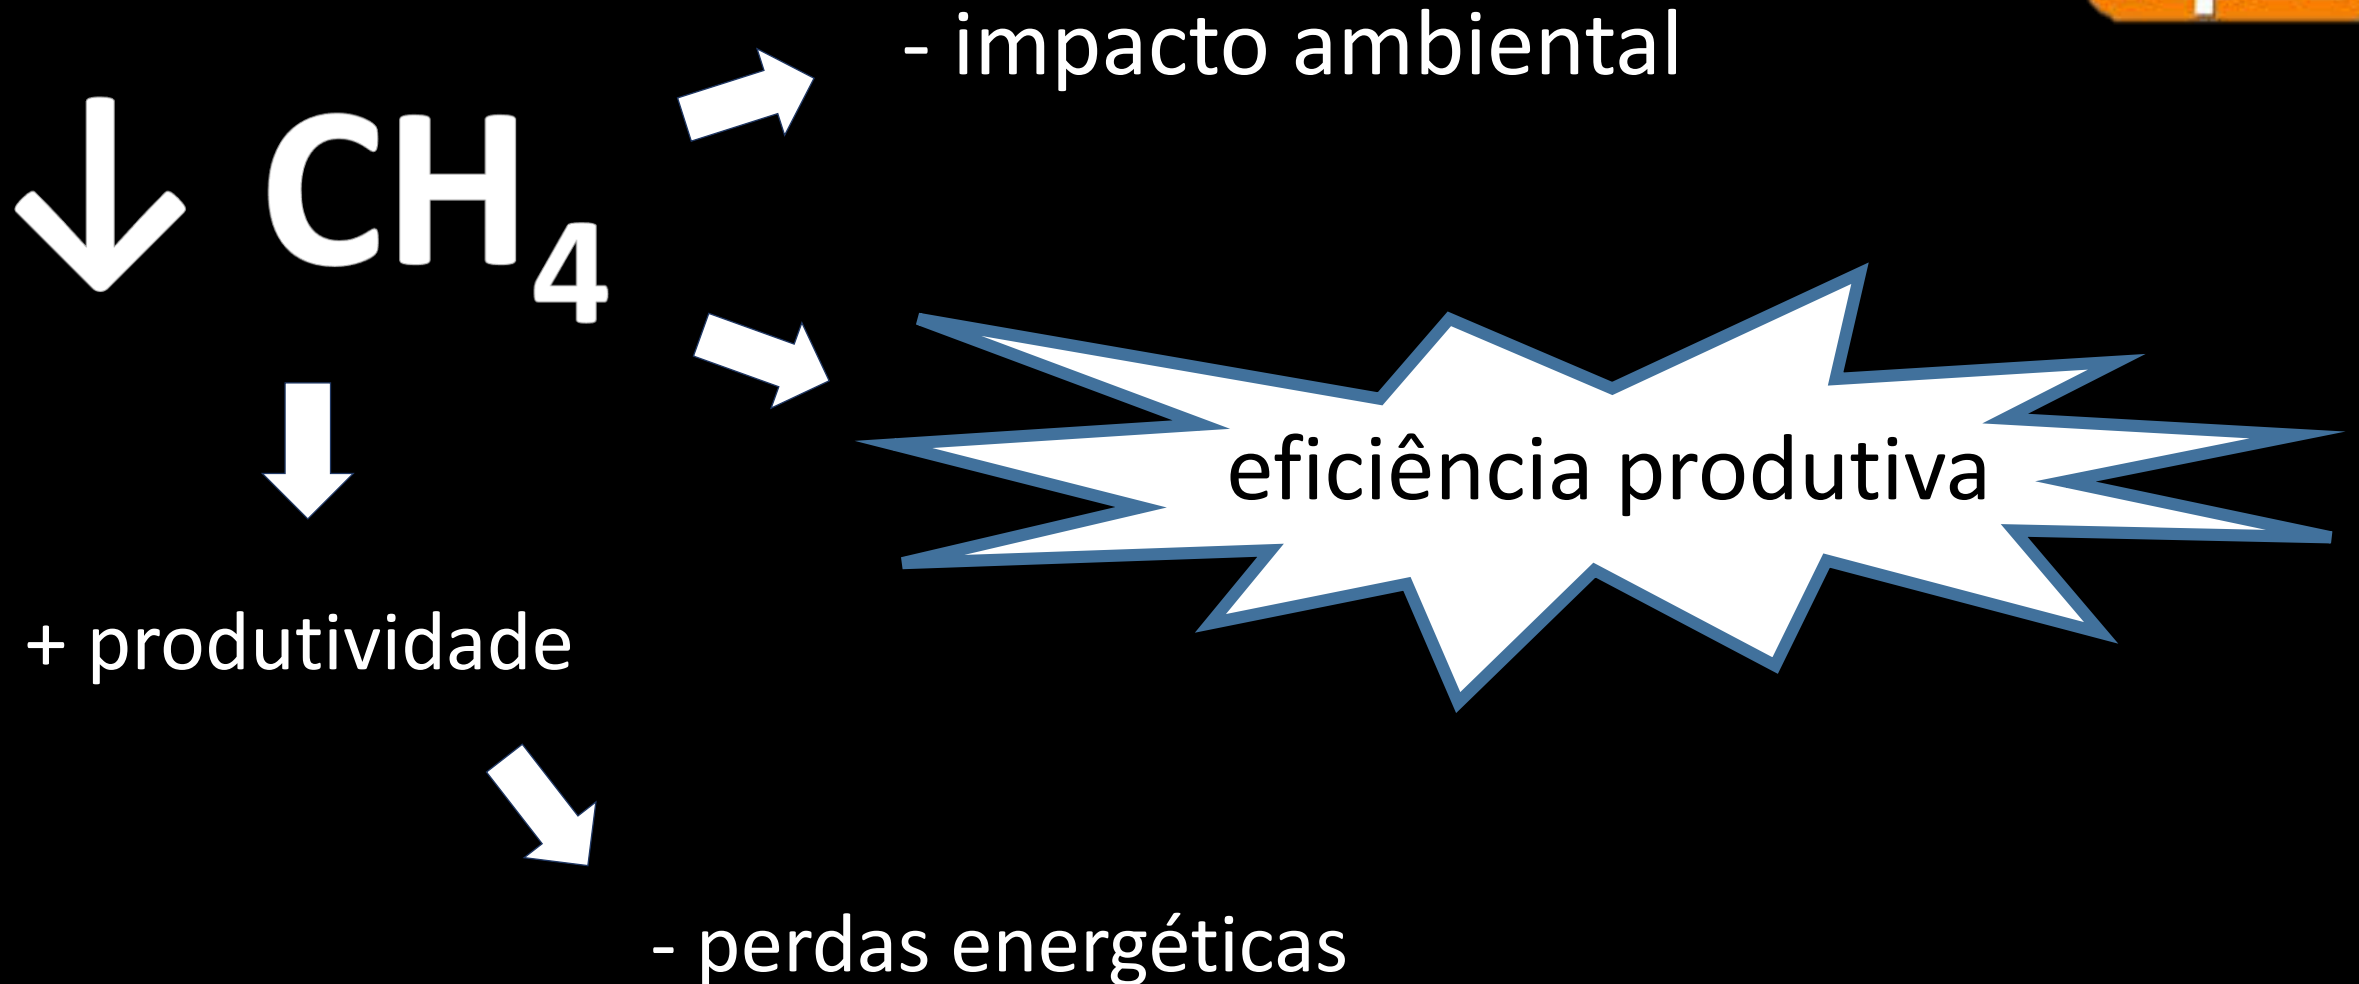 - impacto ambiental
↓ CH₄
eficiência produtiva
+ produtividade
- perdas energéticas